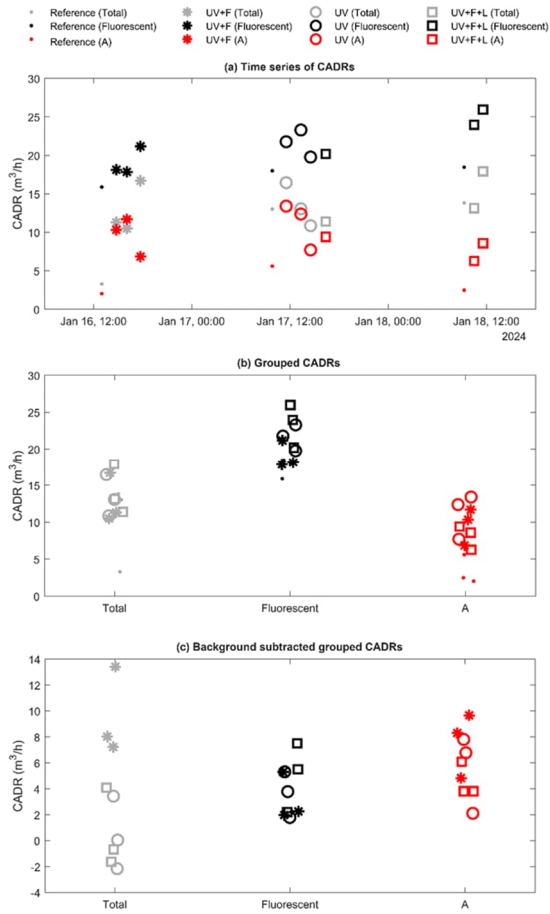 Reference (Total) UV+F (Total) UV (Total) UV+F+L (Total)
Reference (Fluorescent) UV+F (Fluorescent) UV (Fluorescent) UV+F+L (Fluorescent)
Reference (A) UV+F (A) UV (A) UV+F+L (A)
(a) Time series of CADRs
CADR (m³/h)
30
25
20
15
10
5
0
Jan 16, 12:00 Jan 17, 00:00 Jan 17, 12:00 Jan 18, 00:00 Jan 18, 12:00
2024
(b) Grouped CADRs
CADR (m³/h)
30
25
20
15
10
5
0
Total Fluorescent A
(c) Background subtracted grouped CADRs
CADR (m³/h)
14
12
10
8
6
4
2
0
-2
-4
Total Fluorescent A